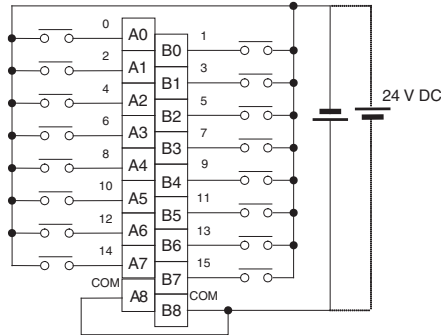 0 A0
B0 1
2 A1
B1 3
4 A2
B2 5
6 A3
B3 7
8 A4
B4 9
10 A5
B5 11
12 A6
B6 13
14 A7
B7 15
COM A8
B8 COM
24 V DC